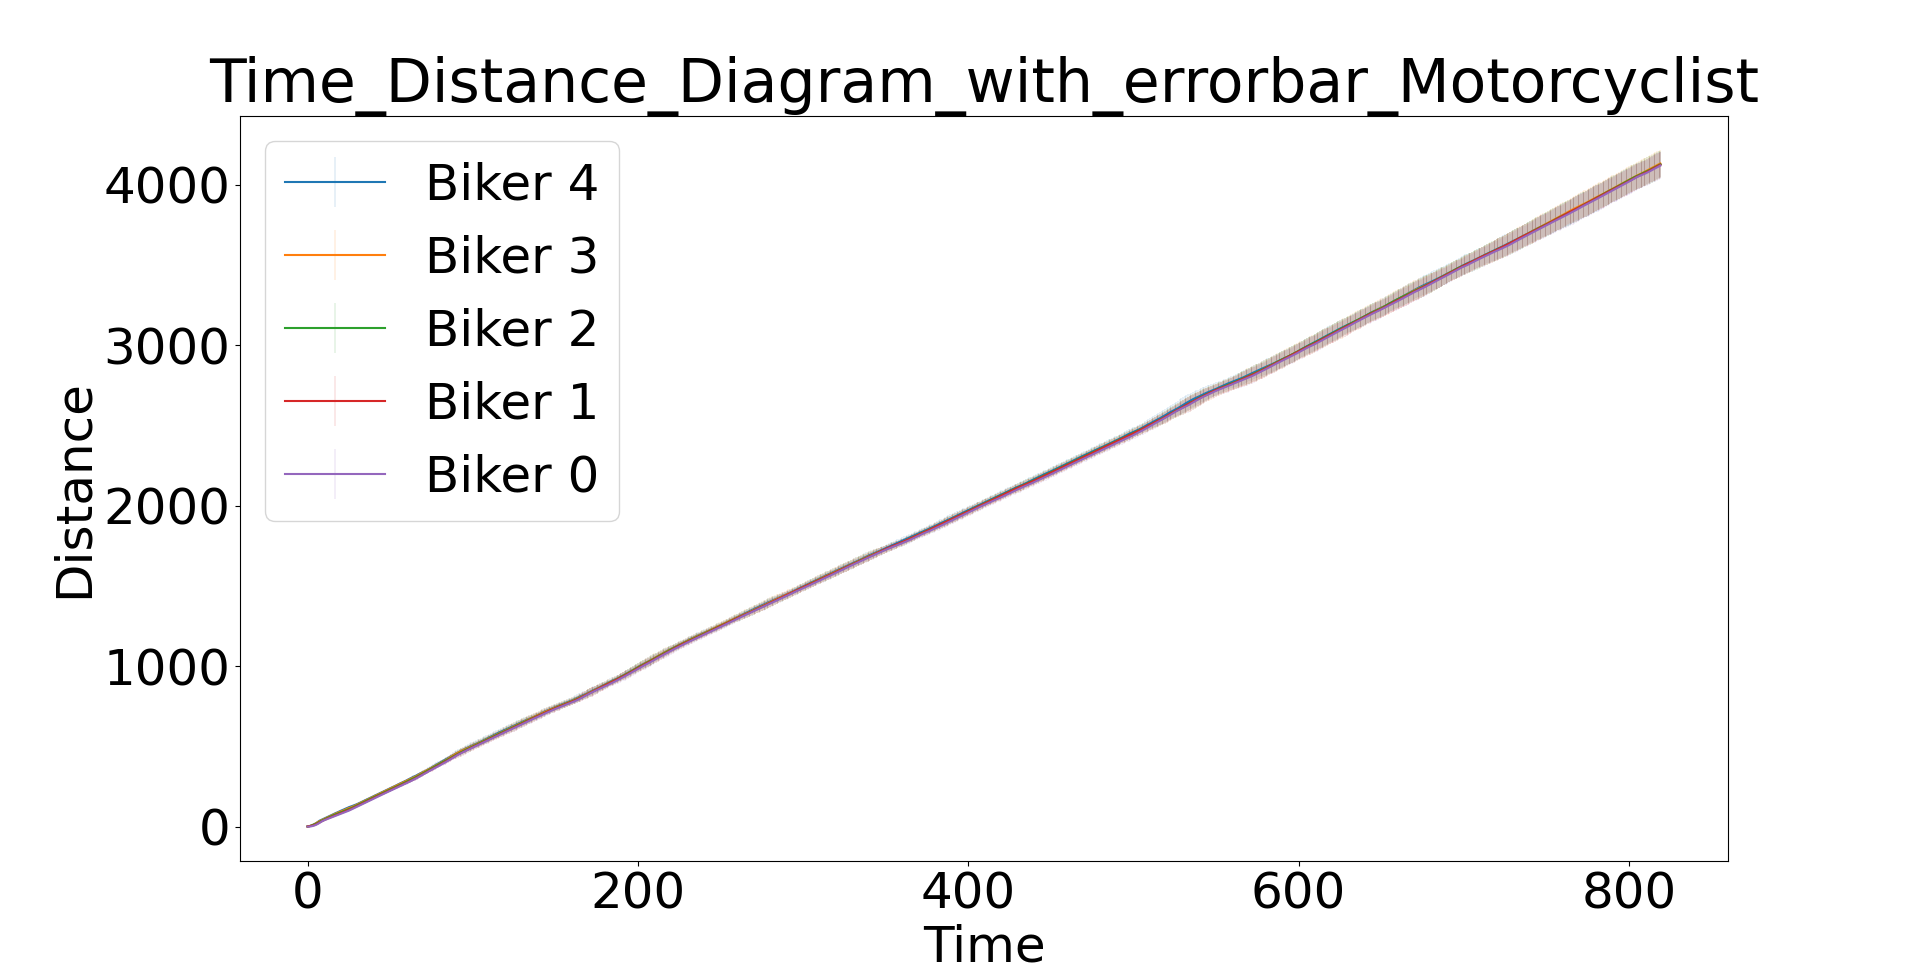 Time_Distance_Diagram_with_errorbar_Motorcyclist
Biker 4
Biker 3
Biker 2
Biker 1
Biker 0
Distance
4000
3000
2000
1000
0
0 200 400 600 800
Time